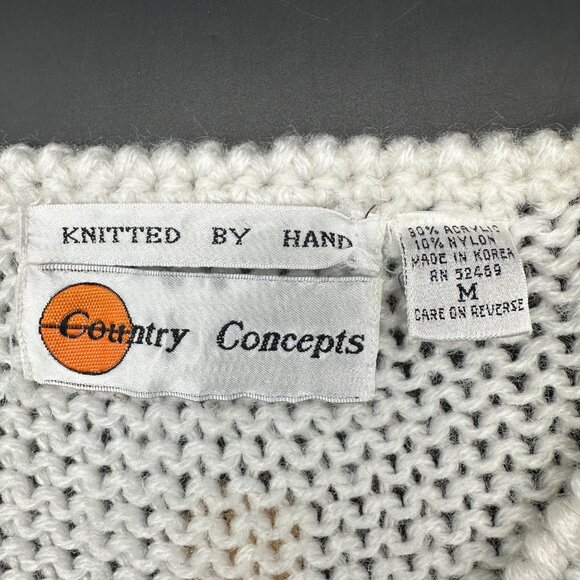 KNITTED BY HAND
Country Concepts
90% ACRYLIC
10% NYLON
MADE IN KOREA
RN 52469
M
CARE ON REVERSE